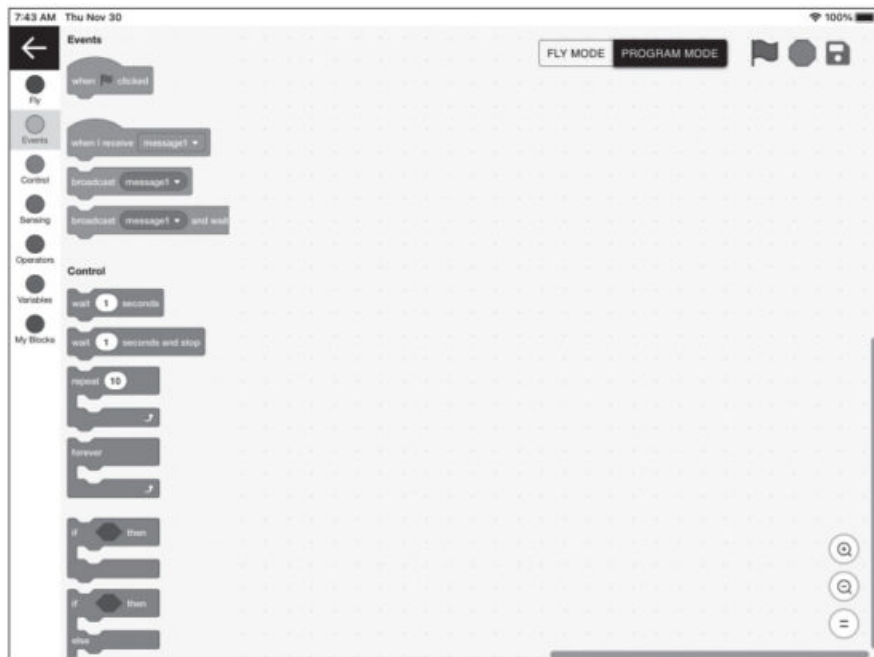 7:43 AM Thu Nov 30
100%
Events
FLY MODE PROGRAM MODE
when clicked
Fly
Events
when I receive message1
Control
broadcast message1
Sensing
broadcast message1 and wait
Operators
Control
Variables
wait 1 seconds
My Blocks
wait 1 seconds and stop
repeat 10
forever
if then
if then
else